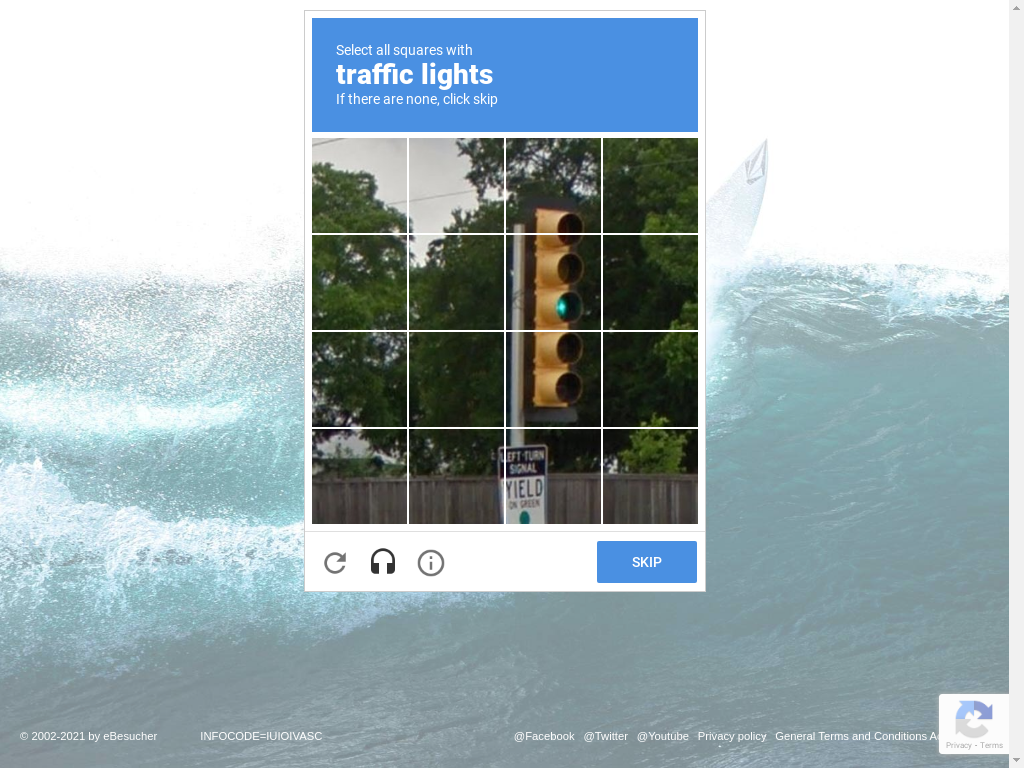 Select all squares with
traffic lights
If there are none, click skip
LEFT TURN
SIGNAL
YIELD
ON GREEN
SKIP
© 2002-2021 by eBesucher
INFOCODE=IUIOIVASC
@Facebook @Twitter @Youtube Privacy policy General Terms and Conditions
Privacy - Terms